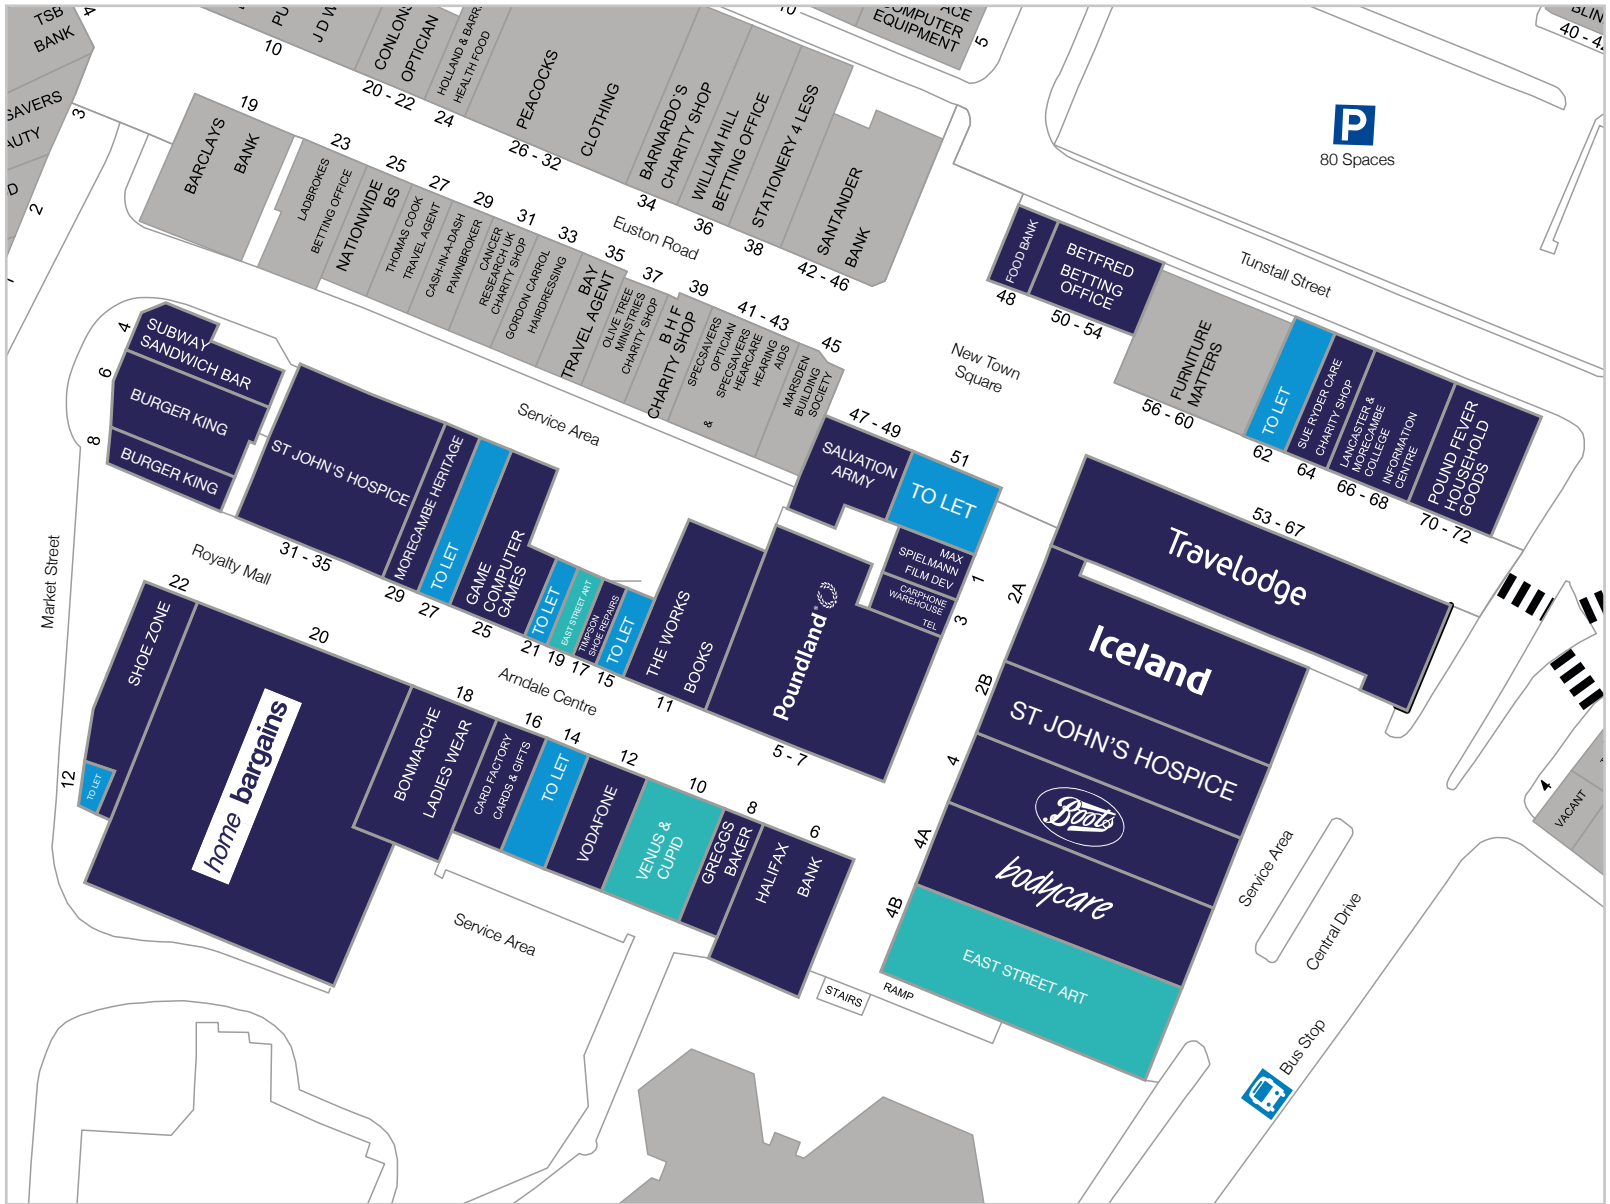 TSB
BANK
4
SAVERS
3
2
10
J D W
CONLONS
OPTICIAN
20 - 22
HOLLAND & BARR
HEALTH FOOD
24
PEACOCKS
CLOTHING
26 - 32
BARNARDO'S
CHARITY SHOP
34
WILLIAM HILL
BETTING OFFICE
36
STATIONERY 4 LESS
38
SANTANDER
BANK
42 - 46
10
COMPUTER
EQUIPMENT
5
40 - 4
P
80 Spaces
19
BARCLAYS
BANK
23
LADBROKES
BETTING OFFICE
25
NATIONWIDE
BS
27
THOMAS COOK
TRAVEL AGENT
29
CASH-IN-A-DASH
PAWNBROKER
31
CANCER
RESEARCH UK
CHARITY SHOP
33
GORDON CARROL
HAIRDRESSING
35
BAY
TRAVEL AGENT
37
OLIVE TREE
MINISTRIES
CHARITY SHOP
39
B H F
CHARITY SHOP
41 - 43
SPECSAVERS
OPTICIAN
&
SPECSAVERS
HEARCARE
HEARING
AIDS
45
MARSDEN
BUILDING
SOCIETY
Euston Road
Tunstall Street
New Town
Square
48
FOOD BANK
50 - 54
BETFRED
BETTING
OFFICE
56 - 60
FURNITURE
MATTERS
62
TO LET
64
SUE RYDER CARE
CHARITY SHOP
66 - 68
LANCASTER &
MORECAMBE
COLLEGE
INFORMATION
CENTRE
70 - 72
POUND FEVER
HOUSEHOLD
GOODS
4
SUBWAY
SANDWICH BAR
6
BURGER KING
8
BURGER KING
Service Area
ST JOHN'S HOSPICE
31 - 35
MORECAMBE HERITAGE
29
TO LET
27
GAME
COMPUTER
GAMES
25
TO LET
21
EAST STREET ART
19
TIMPSON
SHOE REPAIRS
17
TO LET
15
THE WORKS
BOOKS
11
Poundland
5 - 7
47 - 49
SALVATION
ARMY
51
TO LET
MAX
SPIELMANN
FILM DEV
1
CARPHONE
WAREHOUSE
TEL
3
53 - 67
Travelodge
2A
Iceland
2B
ST JOHN'S HOSPICE
4
Boots
4A
bodycare
4B
EAST STREET ART
Royalty Mall
Market Street
Arndale Centre
22
SHOE ZONE
12
TO LET
20
home bargains
18
BONMARCHE
LADIES WEAR
16
CARD FACTORY
CARDS & GIFTS
14
TO LET
12
VODAFONE
10
VENUS &
CUPID
8
GREGGS
BAKER
6
HALIFAX
BANK
Service Area
STAIRS
RAMP
Service Area
Central Drive
Bus Stop
4
VACANT